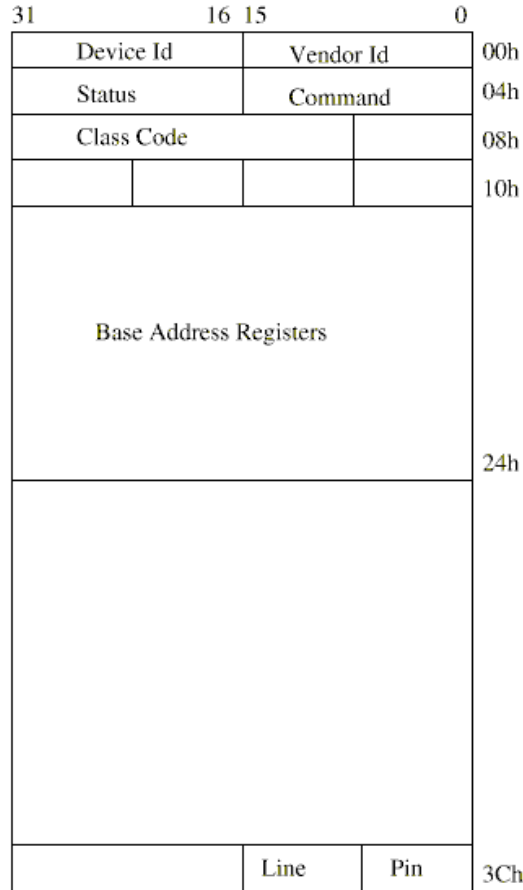 31 16 15 0
Device Id Vendor Id 00h
Status Command 04h
Class Code 08h
10h
Base Address Registers
24h
Line Pin 3Ch